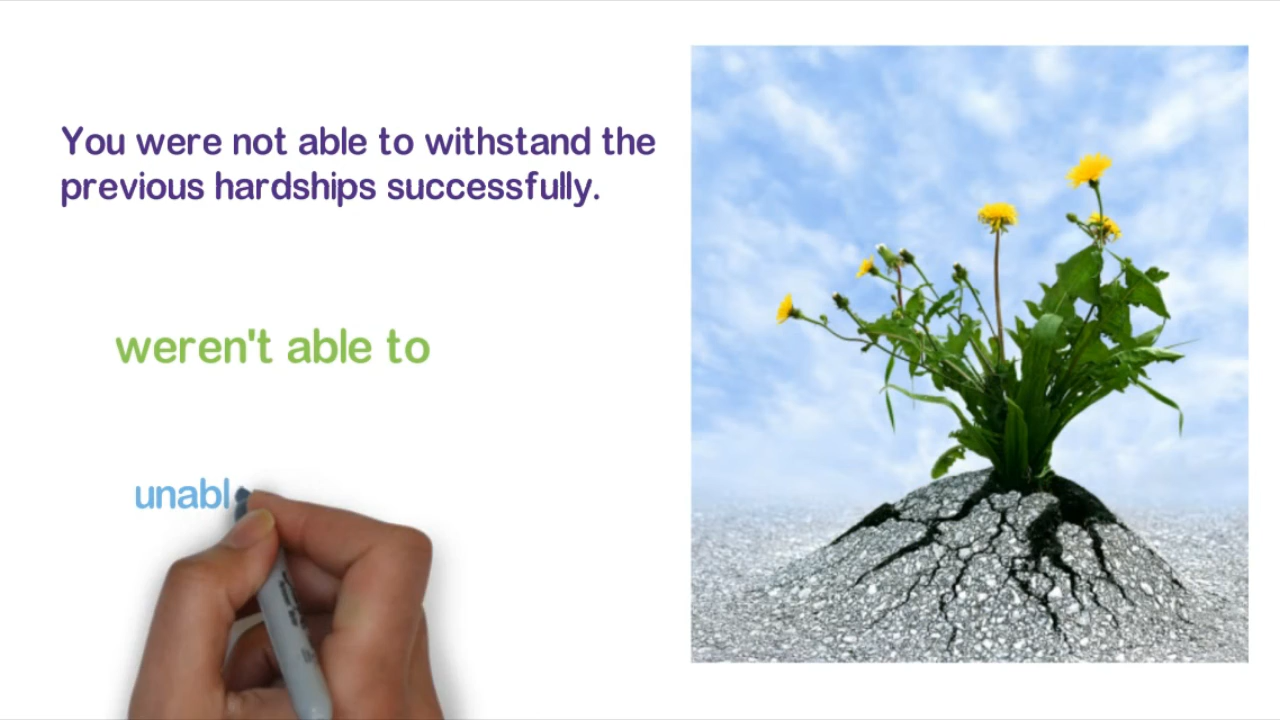 You were not able to withstand the
previous hardships successfully.
weren't able to
unabl